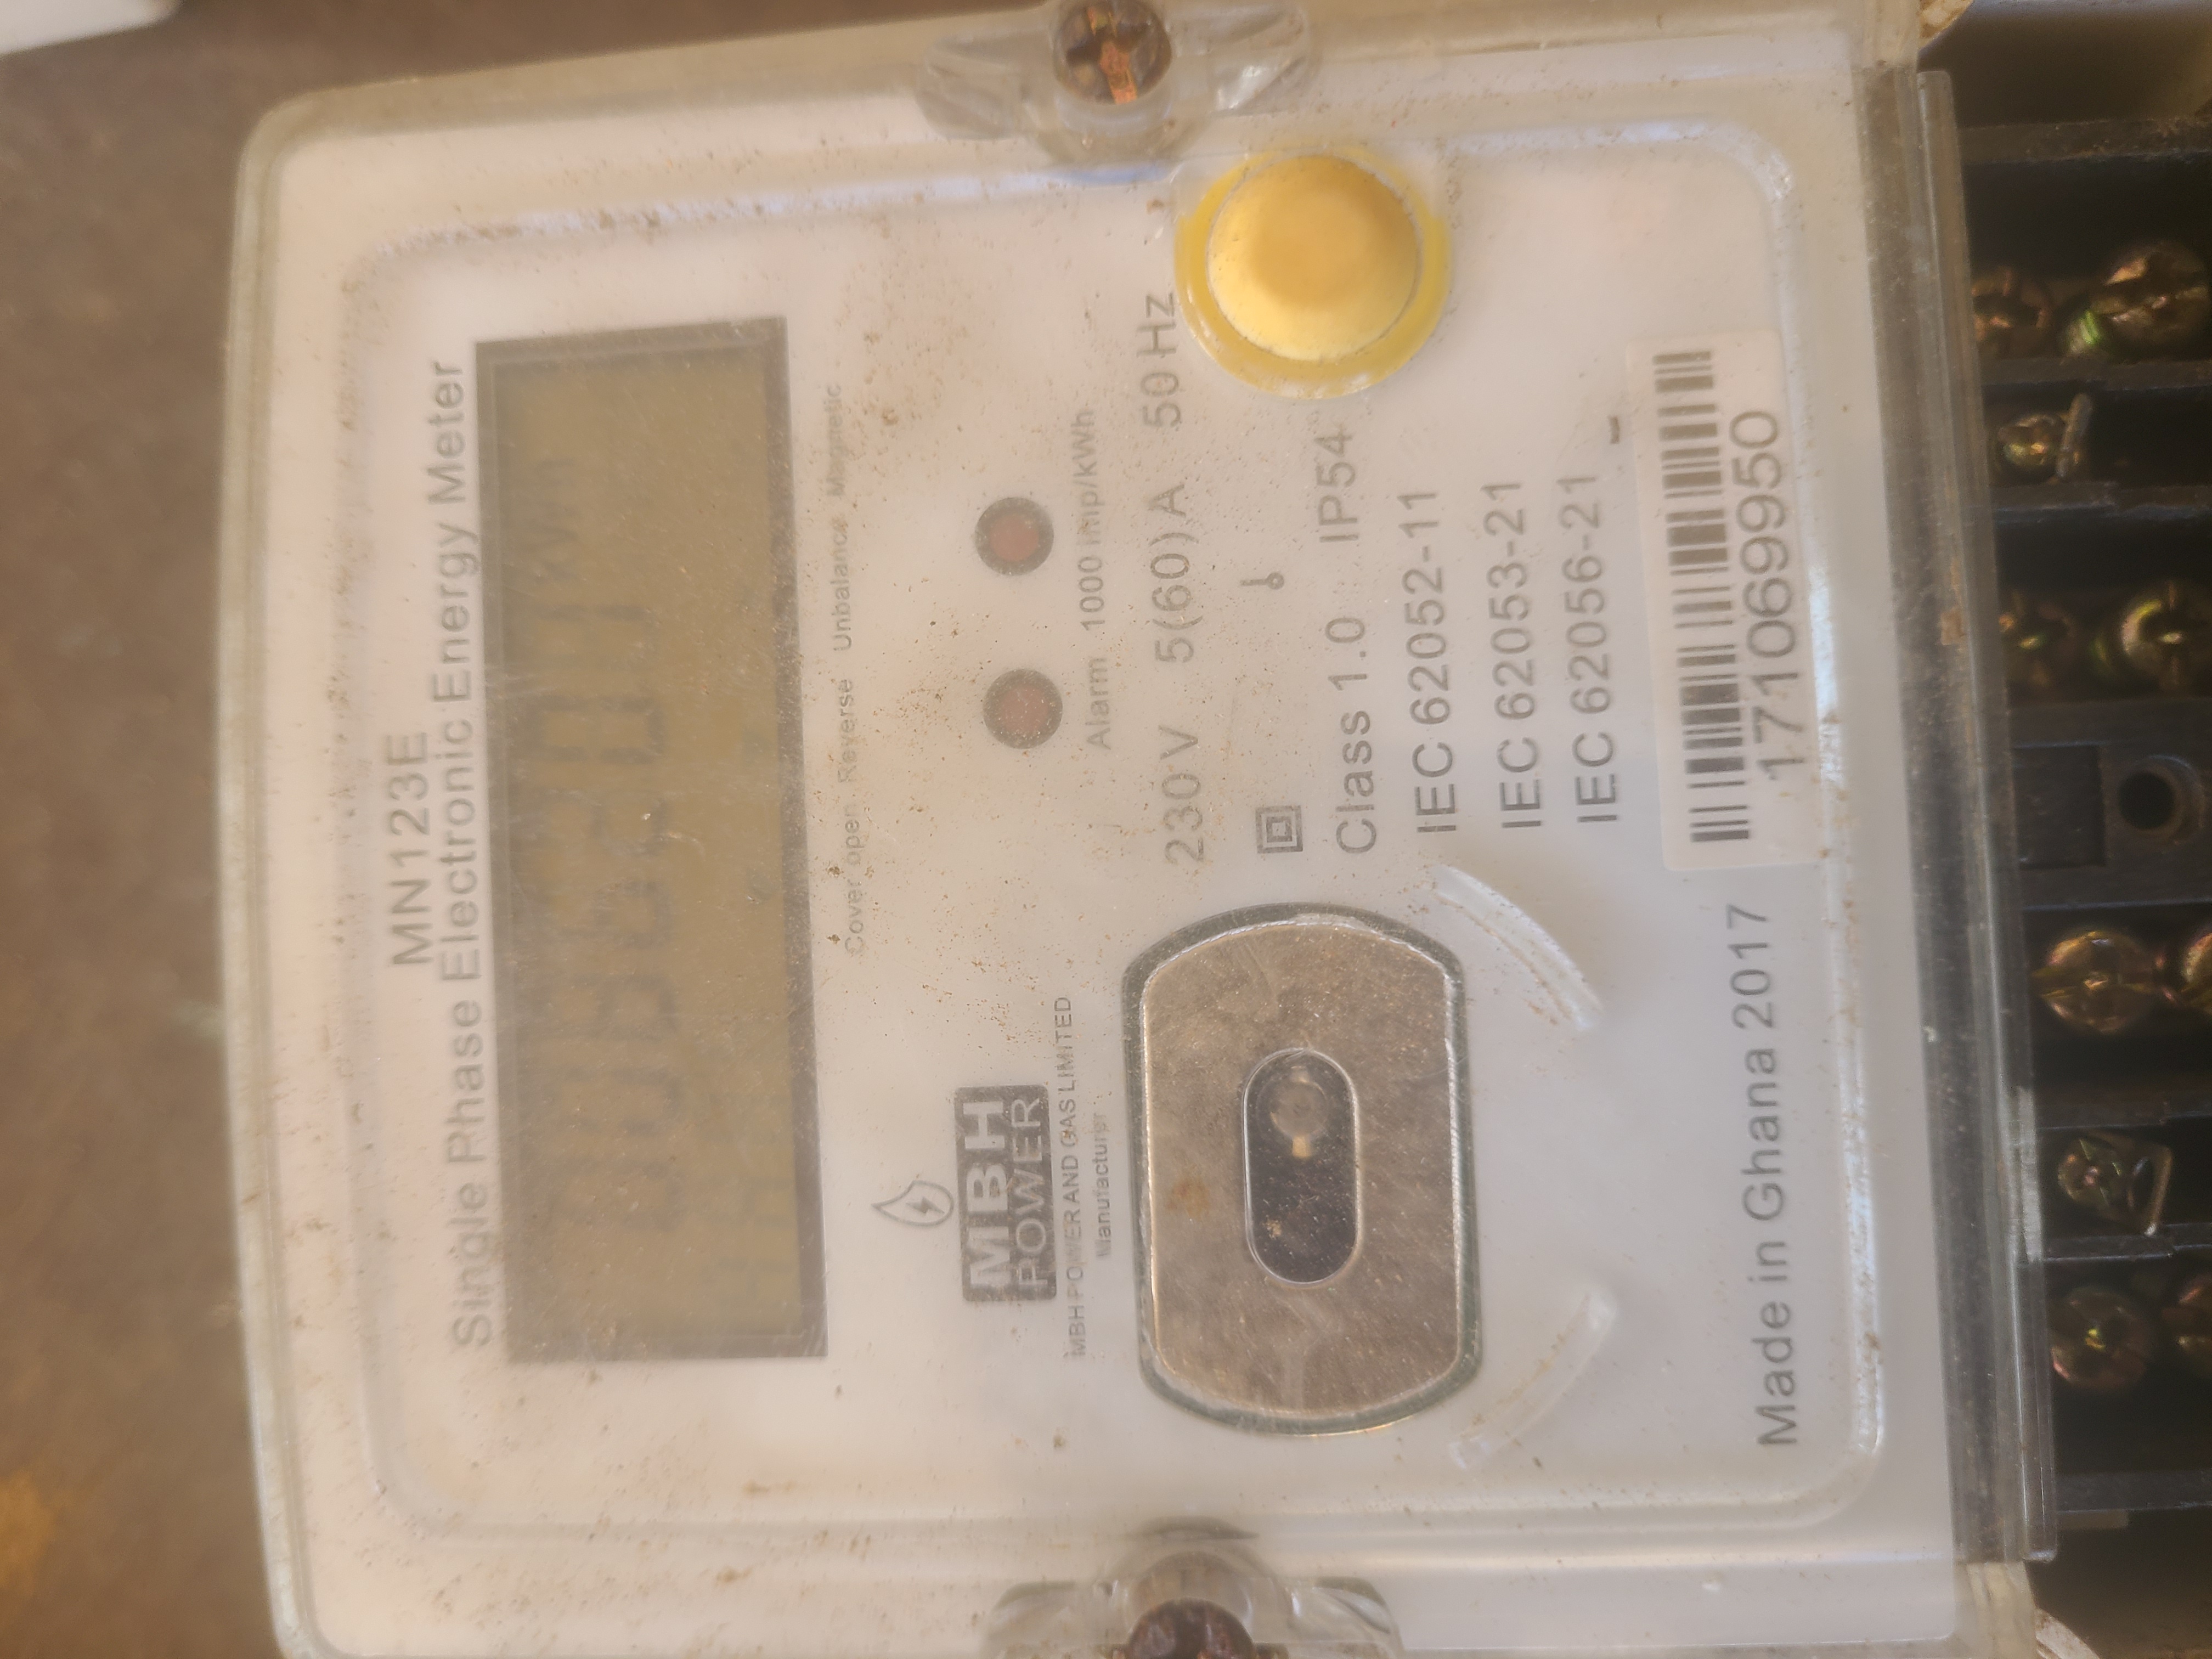 MN123E
Single Phase Electronic Energy Meter
kWh
Cover open Reverse Unbalance Magnetic
MBH
POWER
MBH POWER AND GAS LIMITED
Manufacturer
Alarm 1000 imp/kWh
230 V 5(60) A 50 Hz
Class 1.0 IP54
IEC 62052-11
IEC 62053-21
IEC 62056-21
Made in Ghana 2017
171069950